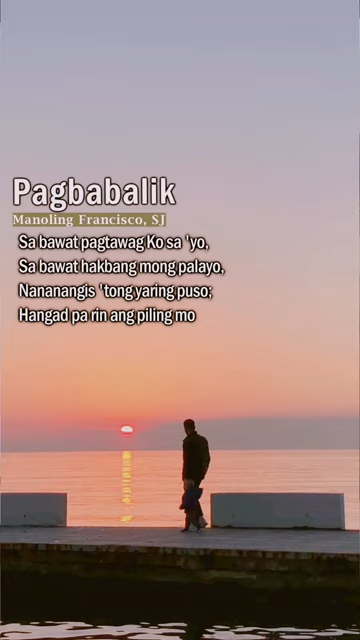 Pagbabalik
Manoling Francisco, SJ
Sa bawat pagtawag Ko sa 'yo,
Sa bawat hakbang mong palayo,
Nananangis 'tong yaring puso;
Hangad pa rin ang piling mo